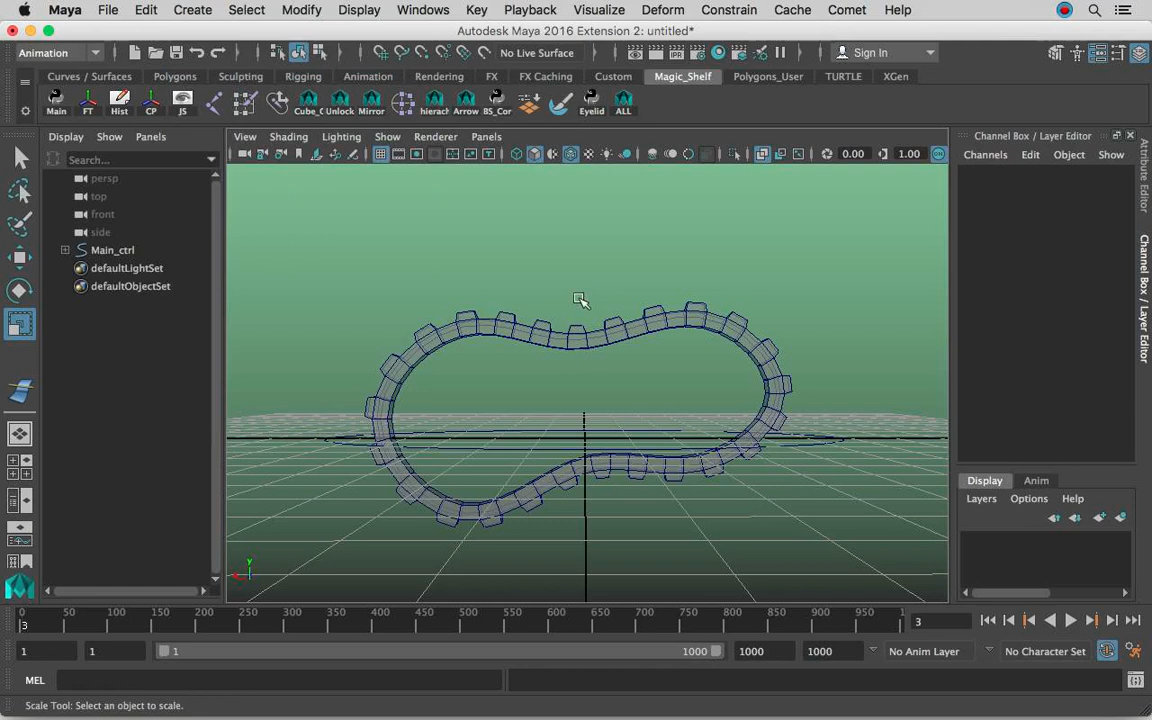 Maya File Edit Create Select Modify Display Windows Key Playback Visualize Deform Constrain Cache Comet Help
Autodesk Maya 2016 Extension 2: untitled*
Animation No Live Surface Sign In
Curves / Surfaces Polygons Sculpting Rigging Animation Rendering FX FX Caching Custom Magic_Shelf Polygons_User TURTLE XGen
Main FT Hist CP JS Cube_C Unlock Mirror hierach Arrow BS_Cor Eyelid ALL
Display Show Panels
View Shading Lighting Show Renderer Panels
Channel Box / Layer Editor
Search...
0.00 1.00
Channels Edit Object Show
persp
top
front
side
Main_ctrl
defaultLightSet
defaultObjectSet
Attribute Editor
Channel Box / Layer Editor
Display Anim
Layers Options Help
y
0 50 100 150 200 250 300 350 400 450 500 550 600 650 700 750 800 850 900 950
3
3
1 1 1 1000 1000 1000 No Anim Layer No Character Set
MEL
Scale Tool: Select an object to scale.